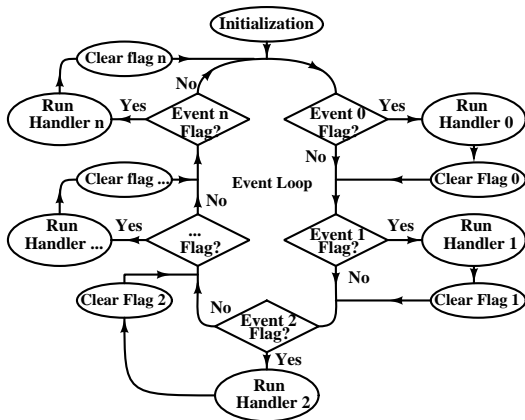 Initialization
Clear flag n
No
Run
Handler n
Yes
Event n
Flag?
Event 0
Flag?
Yes
Run
Handler 0
No
Clear flag ...
Event Loop
Clear Flag 0
No
Run
Handler ...
Yes
...
Flag?
Event 1
Flag?
Yes
Run
Handler 1
No
Clear Flag 2
No
Event 2
Flag?
Clear Flag 1
Yes
Run
Handler 2